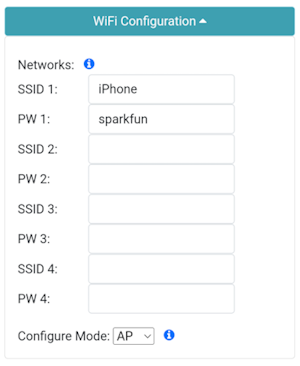 WiFi Configuration
Networks:
SSID 1: iPhone
PW 1: sparkfun
SSID 2:
PW 2:
SSID 3:
PW 3:
SSID 4:
PW 4:
Configure Mode: AP